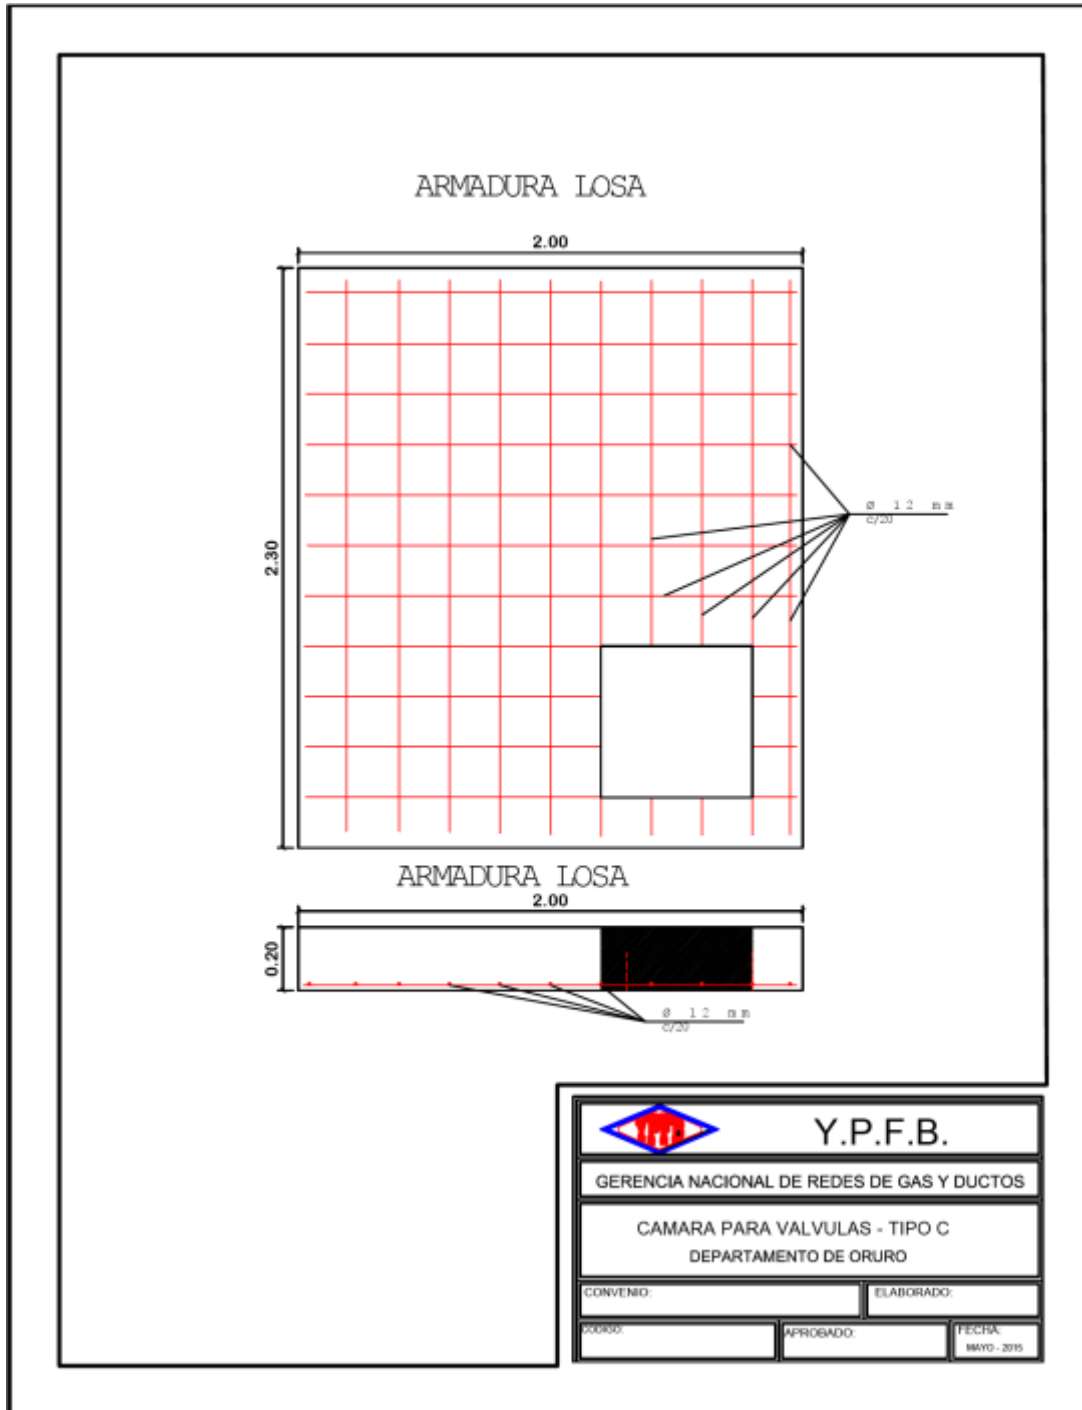 ARMADURA LOSA
2.00
2.30
Ø 12 mm
c/20
ARMADURA LOSA
2.00
0.20
Ø 12 mm
c/20
Y.P.F.B.
GERENCIA NACIONAL DE REDES DE GAS Y DUCTOS
CAMARA PARA VALVULAS - TIPO C
DEPARTAMENTO DE ORURO
CONVENIO:
ELABORADO:
CODIGO:
APROBADO:
FECHA:
MAYO - 2015